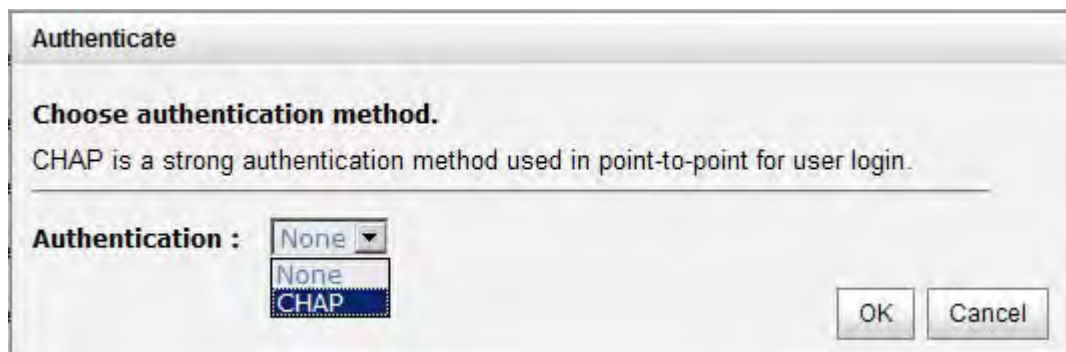 Authenticate
Choose authentication method.
CHAP is a strong authentication method used in point-to-point for user login.
Authentication : None
None
CHAP
OK Cancel